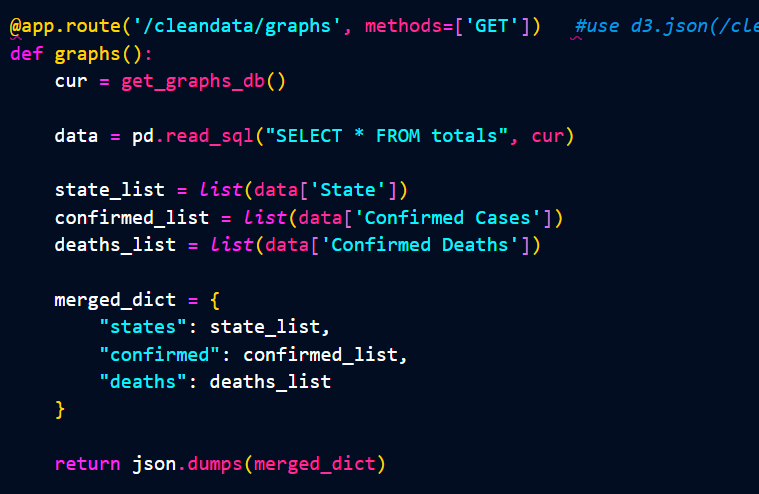 @app.route('/cleandata/graphs', methods=['GET'])  #use d3.json(/cle
def graphs():
    cur = get_graphs_db()
    data = pd.read_sql("SELECT * FROM totals", cur)
    state_list = list(data['State'])
    confirmed_list = list(data['Confirmed Cases'])
    deaths_list = list(data['Confirmed Deaths'])
    merged_dict = {
        "states": state_list,
        "confirmed": confirmed_list,
        "deaths": deaths_list
    }
    return json.dumps(merged_dict)